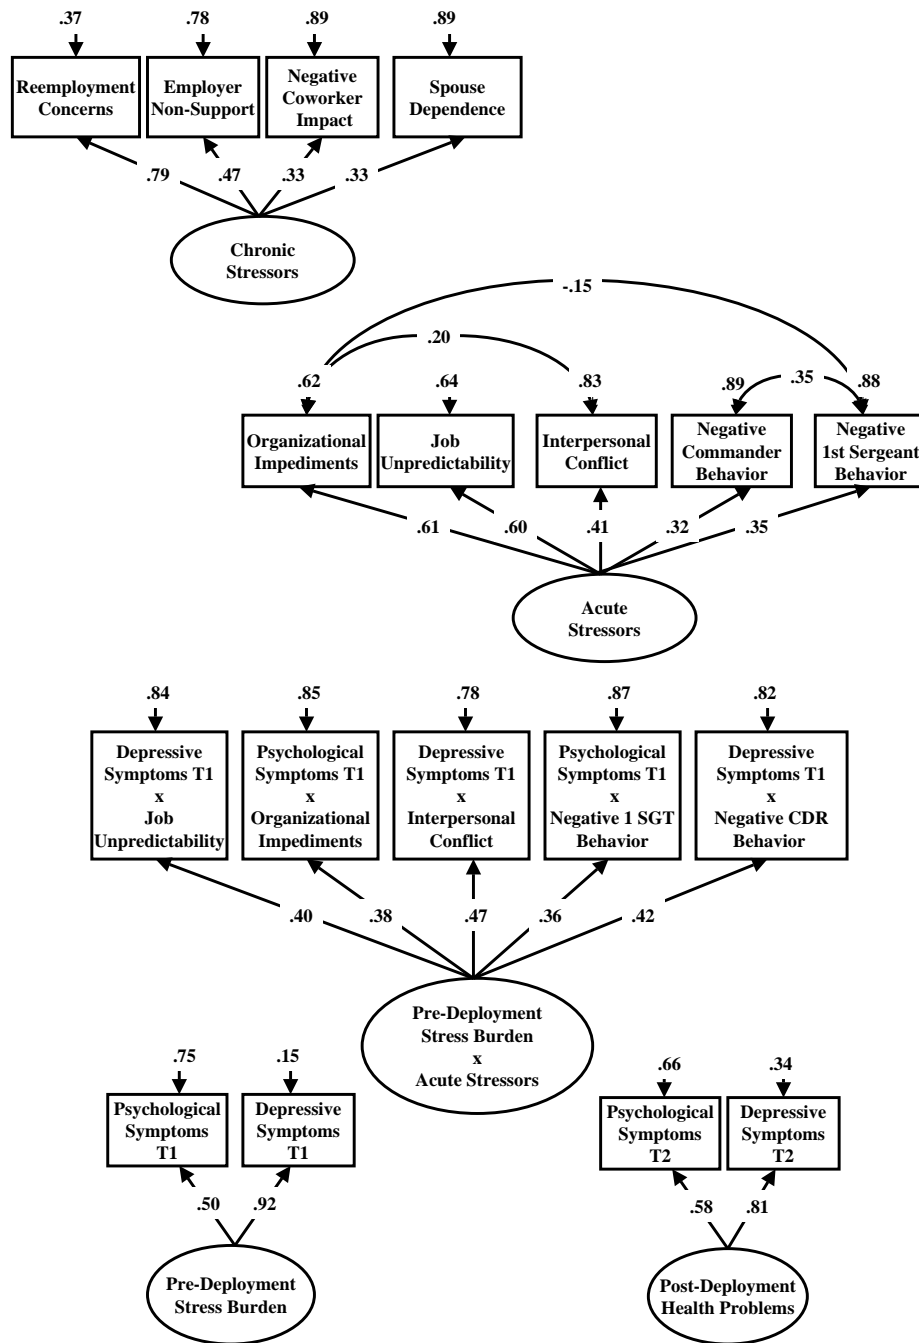 .37 .78 .89 .89
Reemployment
Concerns
Employer
Non-Support
Negative
Coworker
Impact
Spouse
Dependence
.79 .47 .33 .33
Chronic
Stressors
-.15
.20
.62 .64 .83 .89 .35 .88
Organizational
Impediments
Job
Unpredictability
Interpersonal
Conflict
Negative
Commander
Behavior
Negative
1st Sergeant
Behavior
.61 .60 .41 .32 .35
Acute
Stressors
.84 .85 .78 .87 .82
Depressive
Symptoms T1
x
Job
Unpredictability
Psychological
Symptoms T1
x
Organizational
Impediments
Depressive
Symptoms T1
x
Interpersonal
Conflict
Psychological
Symptoms T1
x
Negative 1 SGT
Behavior
Depressive
Symptoms T1
x
Negative CDR
Behavior
.40 .38 .47 .36 .42
Pre-Deployment
Stress Burden
x
Acute Stressors
.75 .15
Psychological
Symptoms
T1
Depressive
Symptoms
T1
.50 .92
Pre-Deployment
Stress Burden
.66 .34
Psychological
Symptoms
T2
Depressive
Symptoms
T2
.58 .81
Post-Deployment
Health Problems